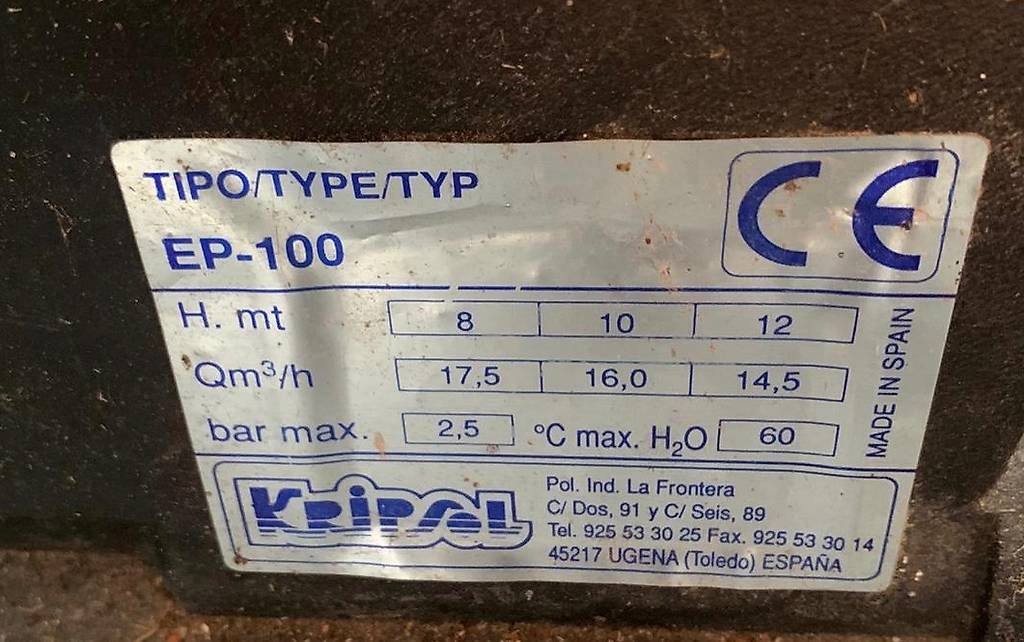 TIPO/TYPE/TYP
CE
EP-100
H. mt 8 10 12
Qm³/h 17,5 16,0 14,5
bar max. 2,5 °C max. H₂O 60
MADE IN SPAIN
KRIPSOL
Pol. Ind. La Frontera
C/ Dos, 91 y C/ Seis, 89
Tel. 925 53 30 25 Fax. 925 53 30 14
45217 UGENA (Toledo) ESPAÑA